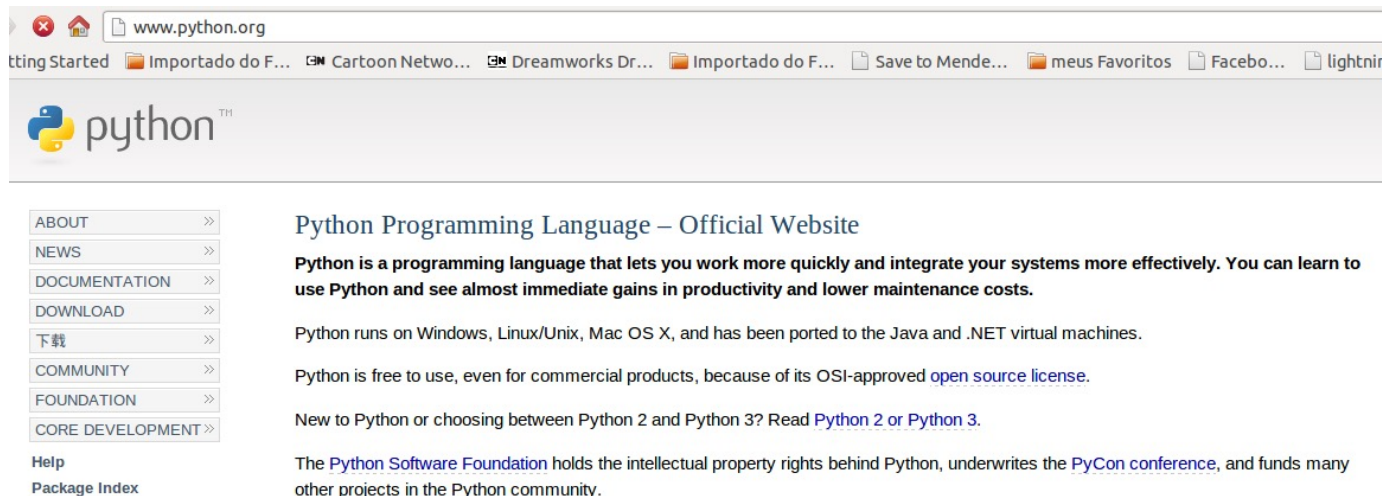 www.python.org
tting Started Importado do F... Cartoon Netwo... Dreamworks Dr... Importado do F... Save to Mende... meus Favoritos Facebo... lightnin
python™
ABOUT »
NEWS »
DOCUMENTATION »
DOWNLOAD »
下载 »
COMMUNITY »
FOUNDATION »
CORE DEVELOPMENT »
Help
Package Index
Python Programming Language – Official Website
Python is a programming language that lets you work more quickly and integrate your systems more effectively. You can learn to
use Python and see almost immediate gains in productivity and lower maintenance costs.
Python runs on Windows, Linux/Unix, Mac OS X, and has been ported to the Java and .NET virtual machines.
Python is free to use, even for commercial products, because of its OSI-approved open source license.
New to Python or choosing between Python 2 and Python 3? Read Python 2 or Python 3.
The Python Software Foundation holds the intellectual property rights behind Python, underwrites the PyCon conference, and funds many
other projects in the Python community.